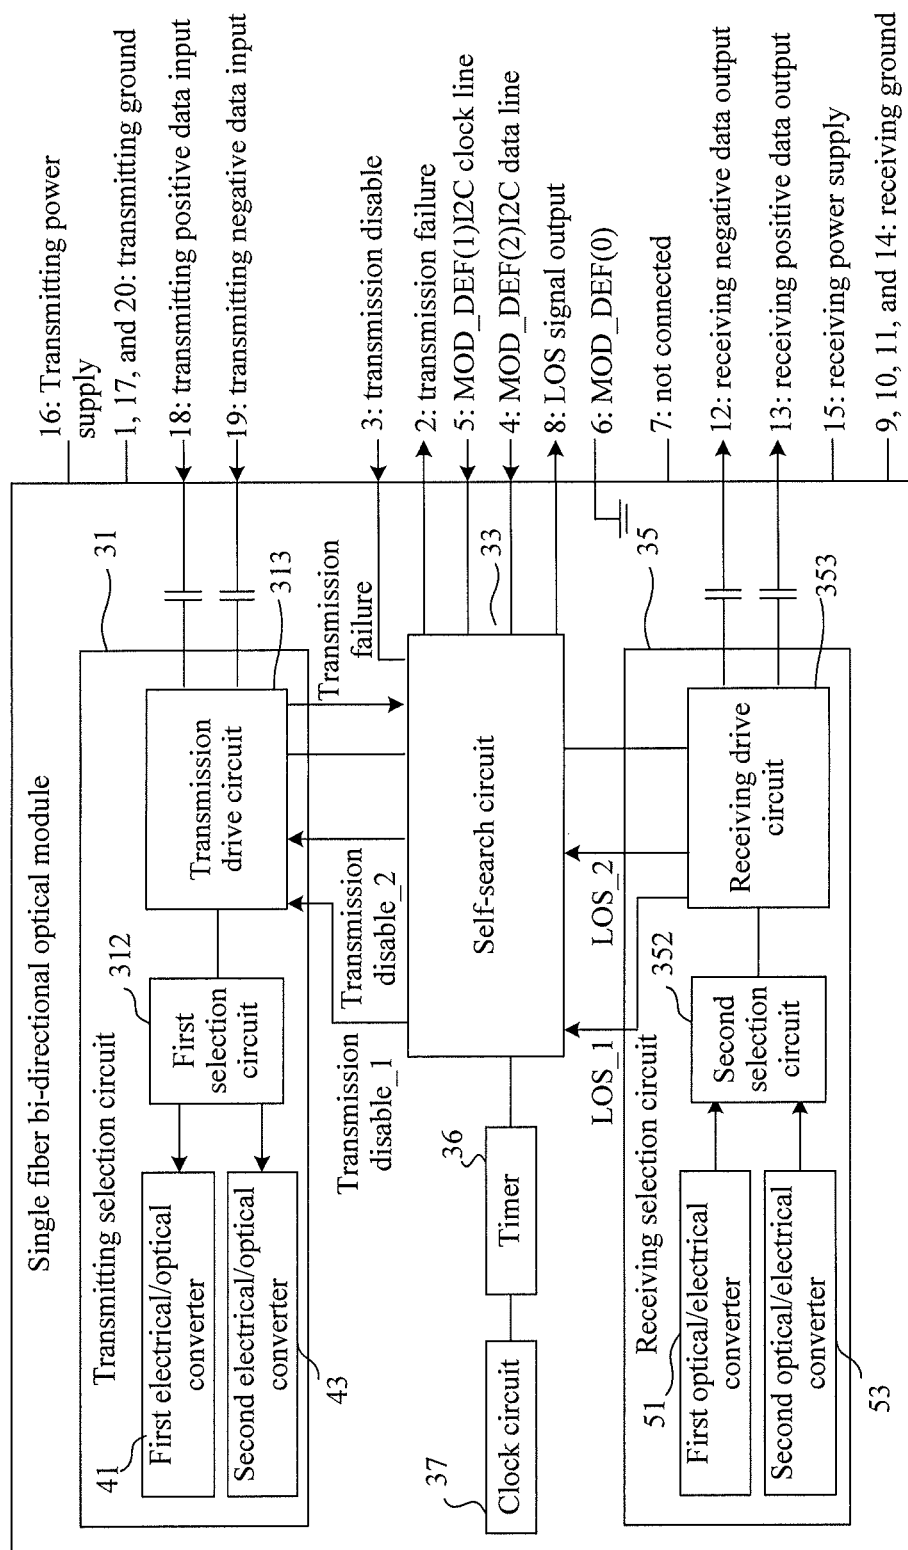 Single fiber bi-directional optical module
16: Transmitting power
supply
1, 17, and 20: transmitting ground
18: transmitting positive data input
19: transmitting negative data input
3: transmission disable
2: transmission failure
5: MOD_DEF(1)I2C clock line
4: MOD_DEF(2)I2C data line
8: LOS signal output
6: MOD_DEF(0)
7: not connected
12: receiving negative data output
13: receiving positive data output
15: receiving power supply
9, 10, 11, and 14: receiving ground
Transmitting selection circuit
31
41
First electrical/optical
converter
Second electrical/optical
converter
43
312
First
selection
circuit
Transmission
drive circuit
313
Transmission
disable_1
Transmission
disable_2
Transmission
failure
37
Clock circuit
36
Timer
Self-search circuit
33
LOS_1
LOS_2
Receiving selection circuit
35
51
First optical/electrical
converter
Second optical/electrical
converter
53
352
Second
selection
circuit
Receiving drive
circuit
353